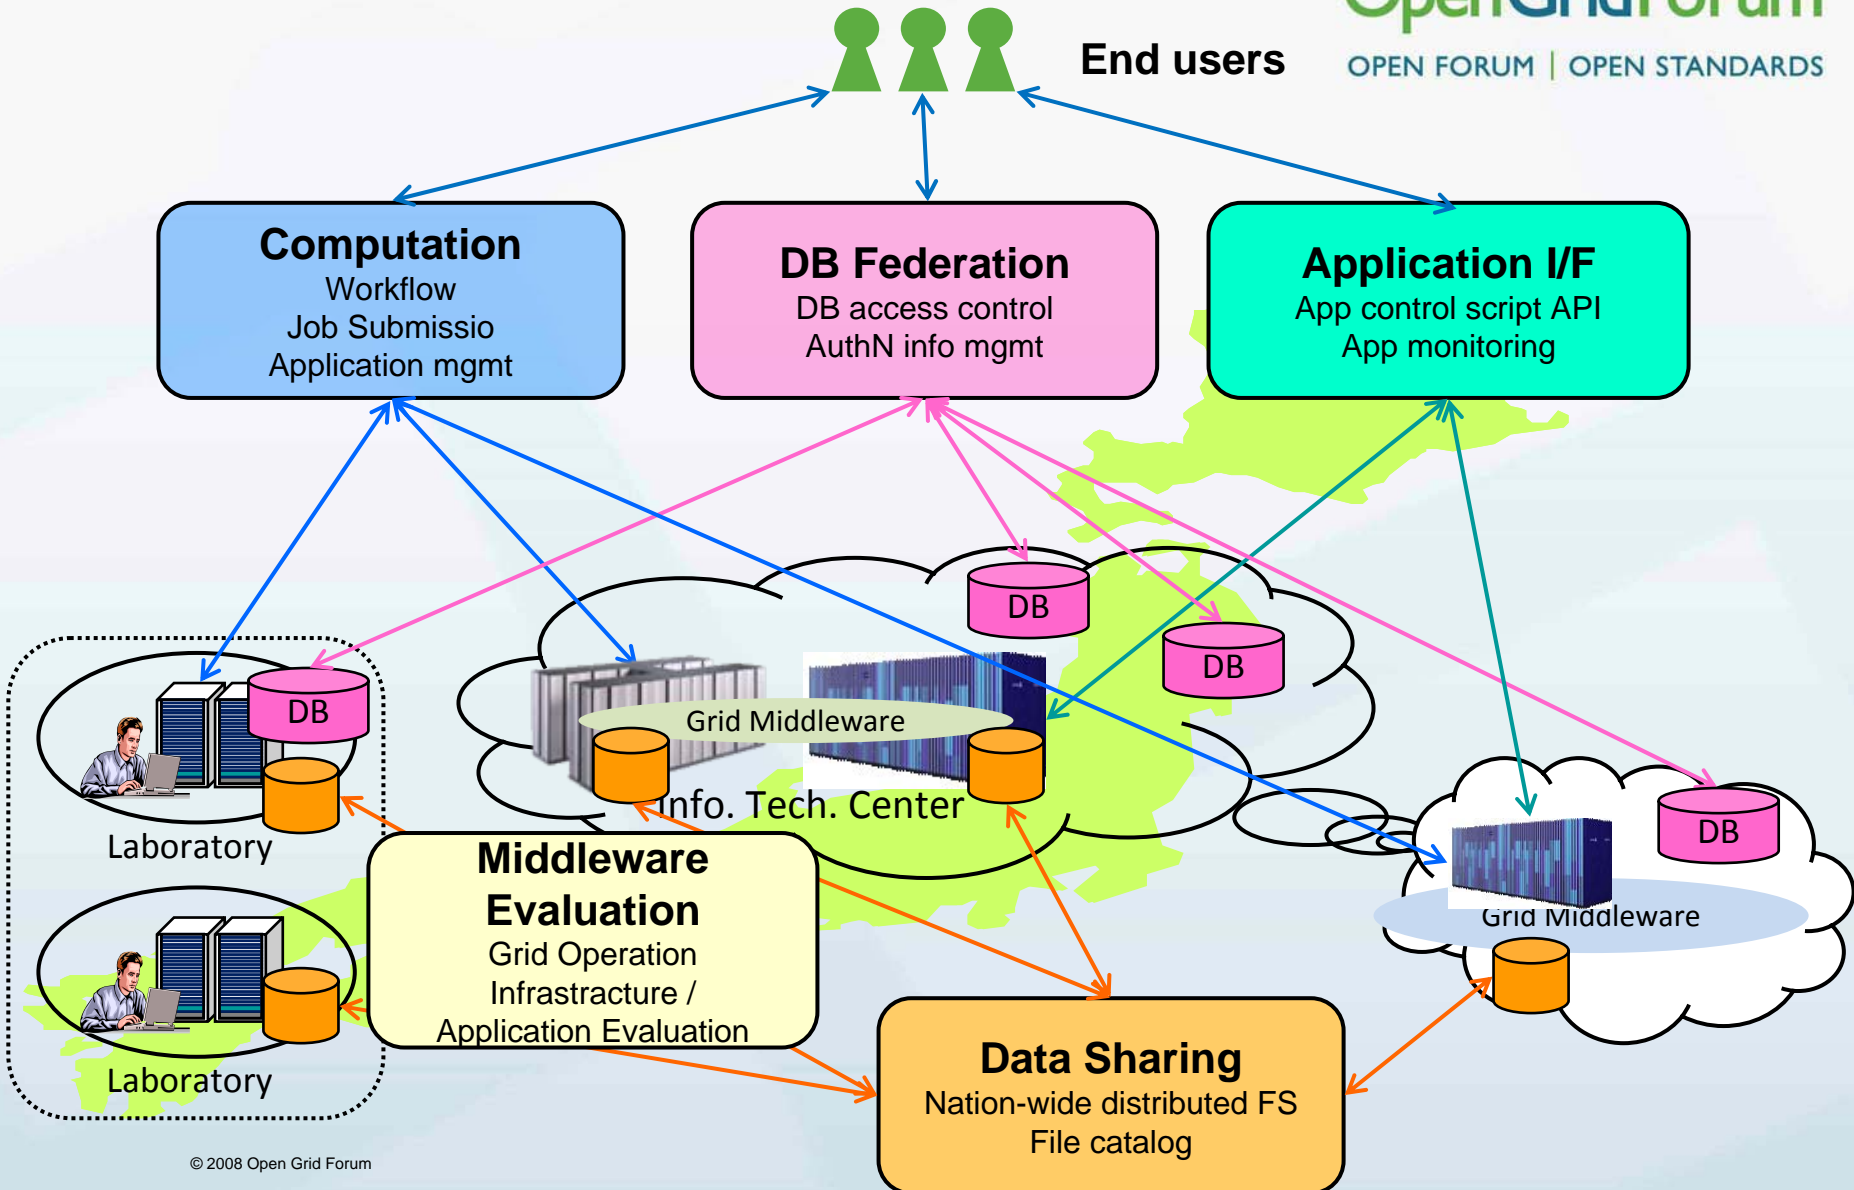 OpenGridForum
OPEN FORUM | OPEN STANDARDS
End users
Computation
Workflow
Job Submissio
Application mgmt
DB Federation
DB access control
AuthN info mgmt
Application I/F
App control script API
App monitoring
DB
DB
DB
Grid Middleware
Info. Tech. Center
Laboratory
DB
Grid Middleware
Middleware
Evaluation
Grid Operation
Infrastracture /
Application Evaluation
Laboratory
Data Sharing
Nation-wide distributed FS
File catalog
© 2008 Open Grid Forum